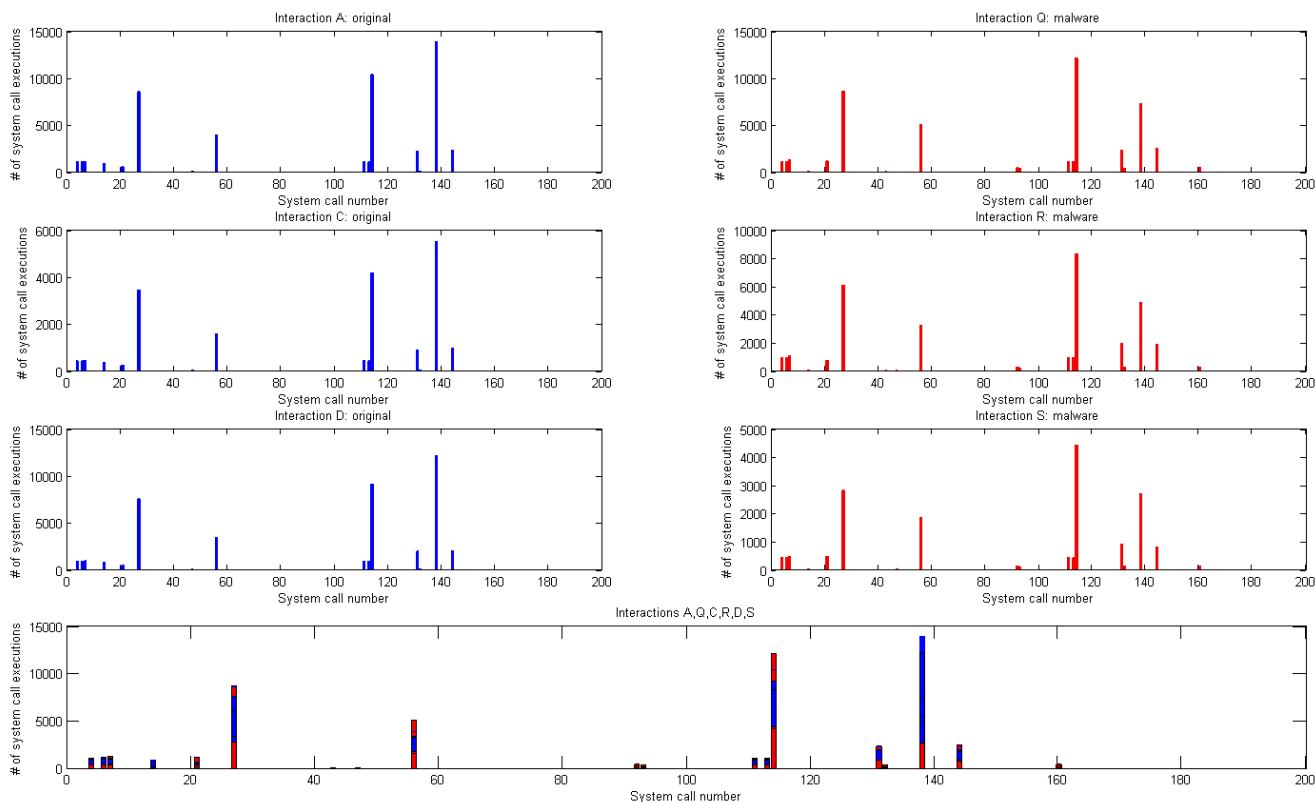 Interaction A: original
# of system call executions
15000
10000
5000
0
0 20 40 60 80 100 120 140 160 180 200
System call number
Interaction Q: malware
# of system call executions
15000
10000
5000
0
0 20 40 60 80 100 120 140 160 180 200
System call number
Interaction C: original
# of system call executions
6000
4000
2000
0
0 20 40 60 80 100 120 140 160 180 200
System call number
Interaction R: malware
# of system call executions
10000
8000
6000
4000
2000
0
0 20 40 60 80 100 120 140 160 180 200
System call number
Interaction D: original
# of system call executions
15000
10000
5000
0
0 20 40 60 80 100 120 140 160 180 200
System call number
Interaction S: malware
# of system call executions
5000
4000
3000
2000
1000
0
0 20 40 60 80 100 120 140 160 180 200
System call number
Interactions A,Q,C,R,D,S
# of system call executions
15000
10000
5000
0
0 20 40 60 80 100 120 140 160 180 200
System call number